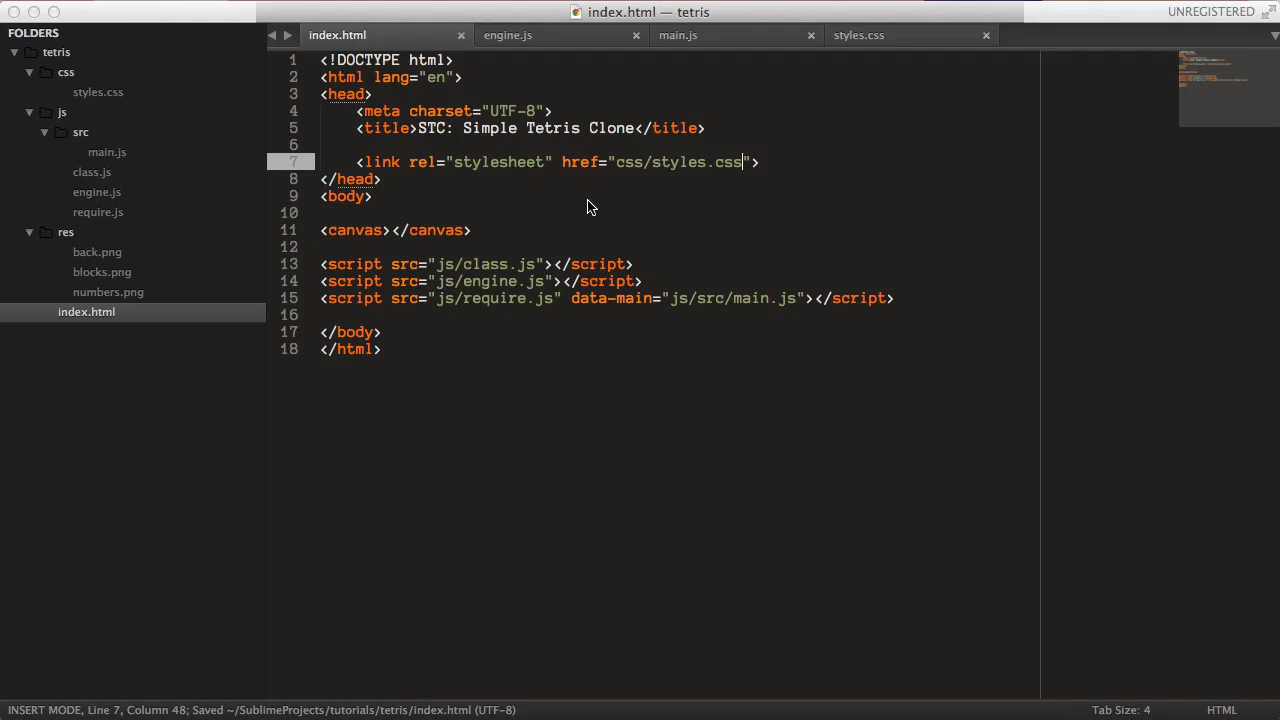 index.html — tetris
UNREGISTERED
FOLDERS
tetris
css
styles.css
js
src
main.js
class.js
engine.js
require.js
res
back.png
blocks.png
numbers.png
index.html
index.html × engine.js × main.js × styles.css ×
1 <!DOCTYPE html>
2 <html lang="en">
3 <head>
4 <meta charset="UTF-8">
5 <title>STC: Simple Tetris Clone</title>
6
7 <link rel="stylesheet" href="css/styles.css">
8 </head>
9 <body>
10
11 <canvas></canvas>
12
13 <script src="js/class.js"></script>
14 <script src="js/engine.js"></script>
15 <script src="js/require.js" data-main="js/src/main.js"></script>
16
17 </body>
18 </html>
INSERT MODE, Line 7, Column 48; Saved ~/SublimeProjects/tutorials/tetris/index.html (UTF-8)
Tab Size: 4
HTML